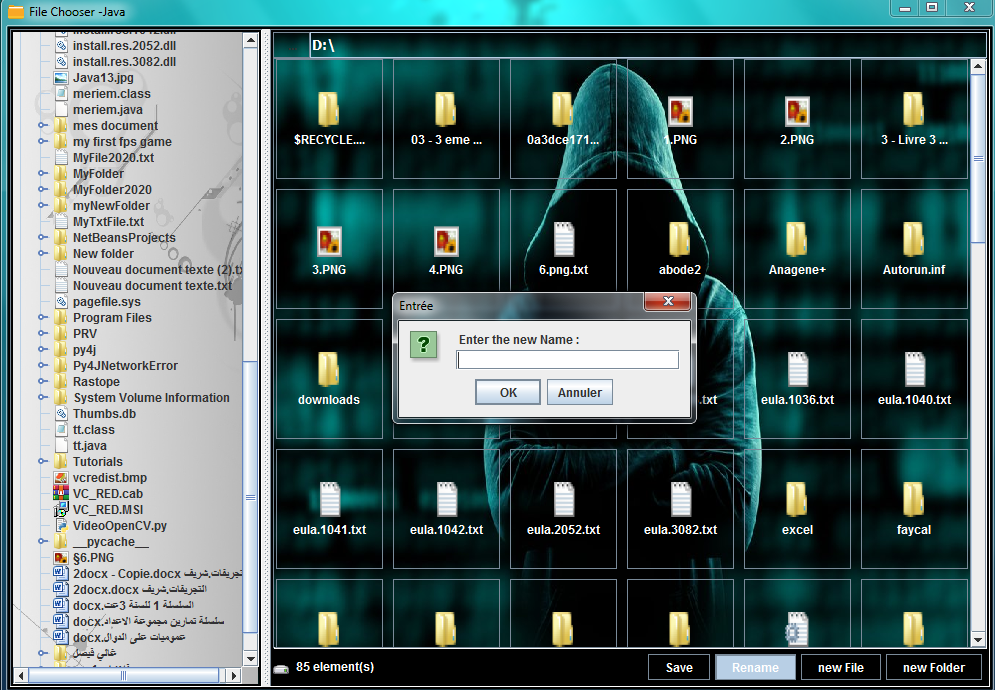 File Chooser -Java
install.res.2052.dll
install.res.3082.dll
Java13.jpg
meriem.class
meriem.java
mes document
my first fps game
MyFile2020.txt
MyFolder
MyFolder2020
myNewFolder
MyTxtFile.txt
NetBeansProjects
New folder
Nouveau document texte (2).t
Nouveau document texte.txt
pagefile.sys
Program Files
PRV
py4j
Py4JNetworkError
Rastope
System Volume Information
Thumbs.db
tt.class
tt.java
Tutorials
vcredist.bmp
VC_RED.cab
VC_RED.MSI
VideoOpenCV.py
__pycache__
§6.PNG
2docx - Copie.docx التجريفات.شريف
2docx.docx التجريفات.شريف
docx.السلسلة 1 للسنة 3عت
docx.سلسلة تمارين مجموعة الاعداد
docx.عموميات على الدوال
غالي فيصل
D:\
$RECYCLE....
03 - 3 eme ...
0a3dce171...
1.PNG
2.PNG
3 - Livre 3 ...
3.PNG
4.PNG
6.png.txt
abode2
Anagene+
Autorun.inf
downloads
.txt
eula.1036.txt
eula.1040.txt
eula.1041.txt
eula.1042.txt
eula.2052.txt
eula.3082.txt
excel
faycal
Entrée
Enter the new Name :
OK
Annuler
85 element(s)
Save
Rename
new File
new Folder